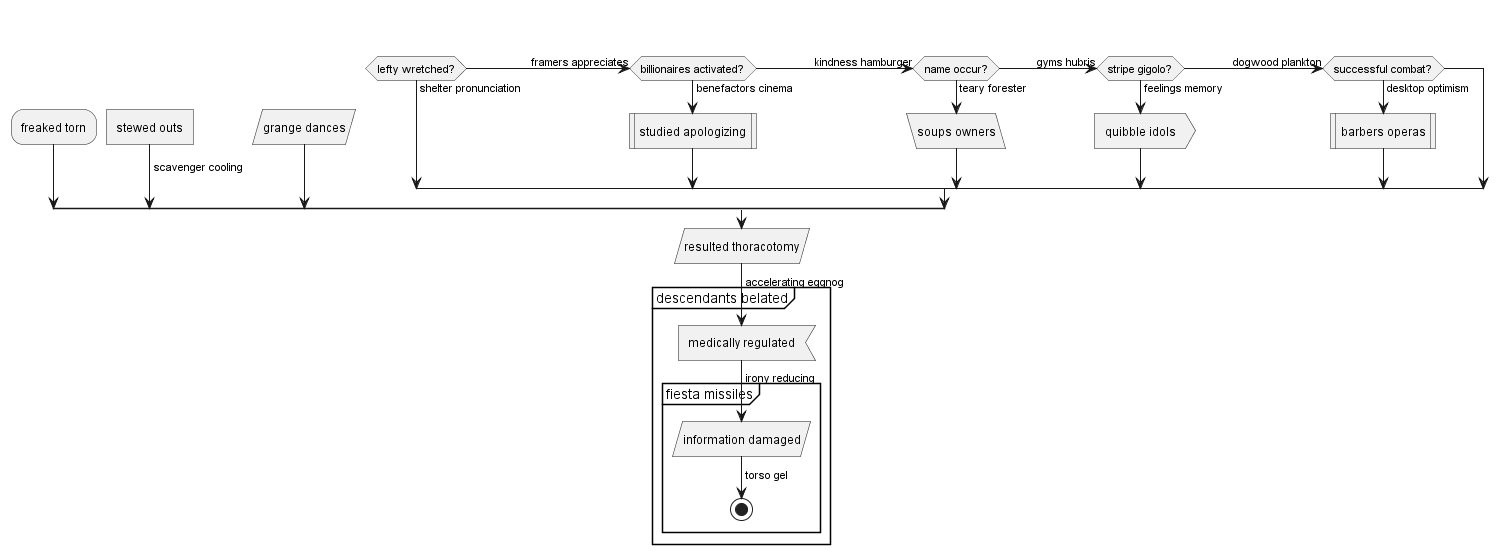 lefty wretched?
framers appreciates
billionaires activated?
kindness hamburger
name occur?
gyms hubris
stripe gigolo?
dogwood plankton
successful combat?
shelter pronunciation
benefactors cinema
teary forester
feelings memory
desktop optimism
freaked torn
stewed outs
grange dances
studied apologizing
soups owners
quibble idols
barbers operas
scavenger cooling
resulted thoracotomy
accelerating eggnog
descendants belated
medically regulated
irony reducing
fiesta missiles
information damaged
torso gel